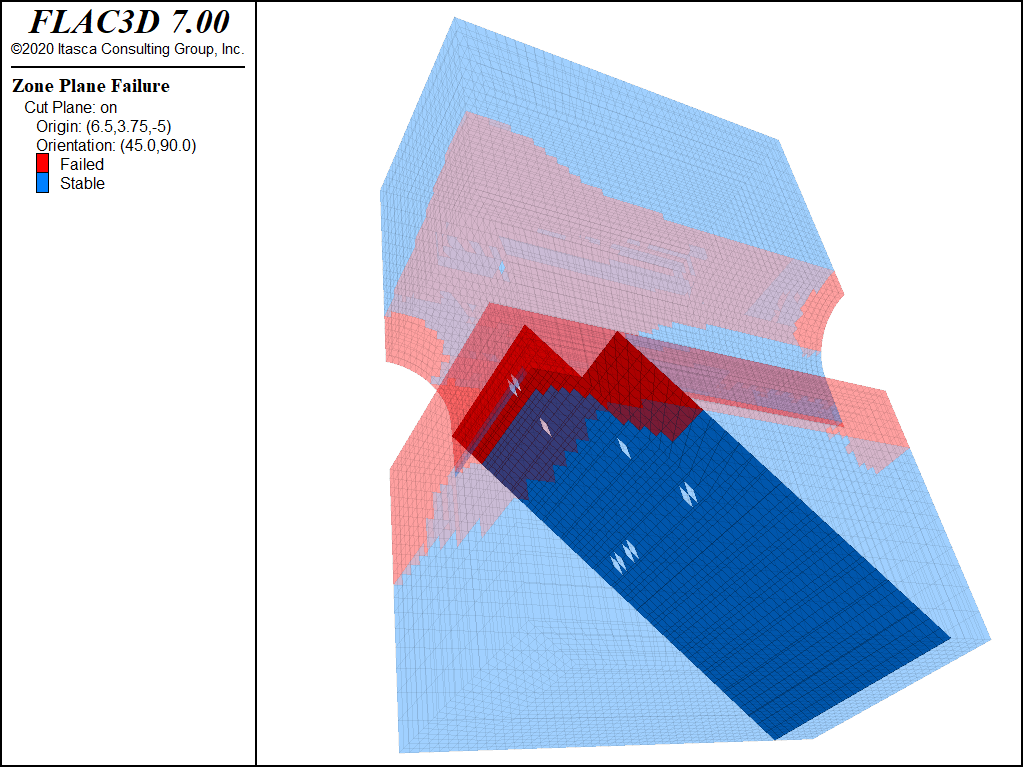 FLAC3D 7.00
©2020 Itasca Consulting Group, Inc.
Zone Plane Failure
Cut Plane: on
Origin: (6.5,3.75,-5)
Orientation: (45.0,90.0)
Failed
Stable